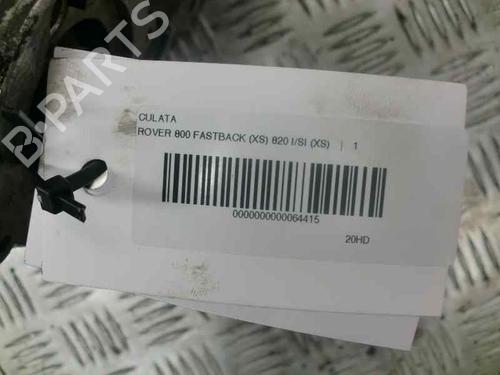 B-PARTS
CULATA
ROVER 800 FASTBACK (XS) 820 I/SI (XS) | 1
0000000000064415
20HD